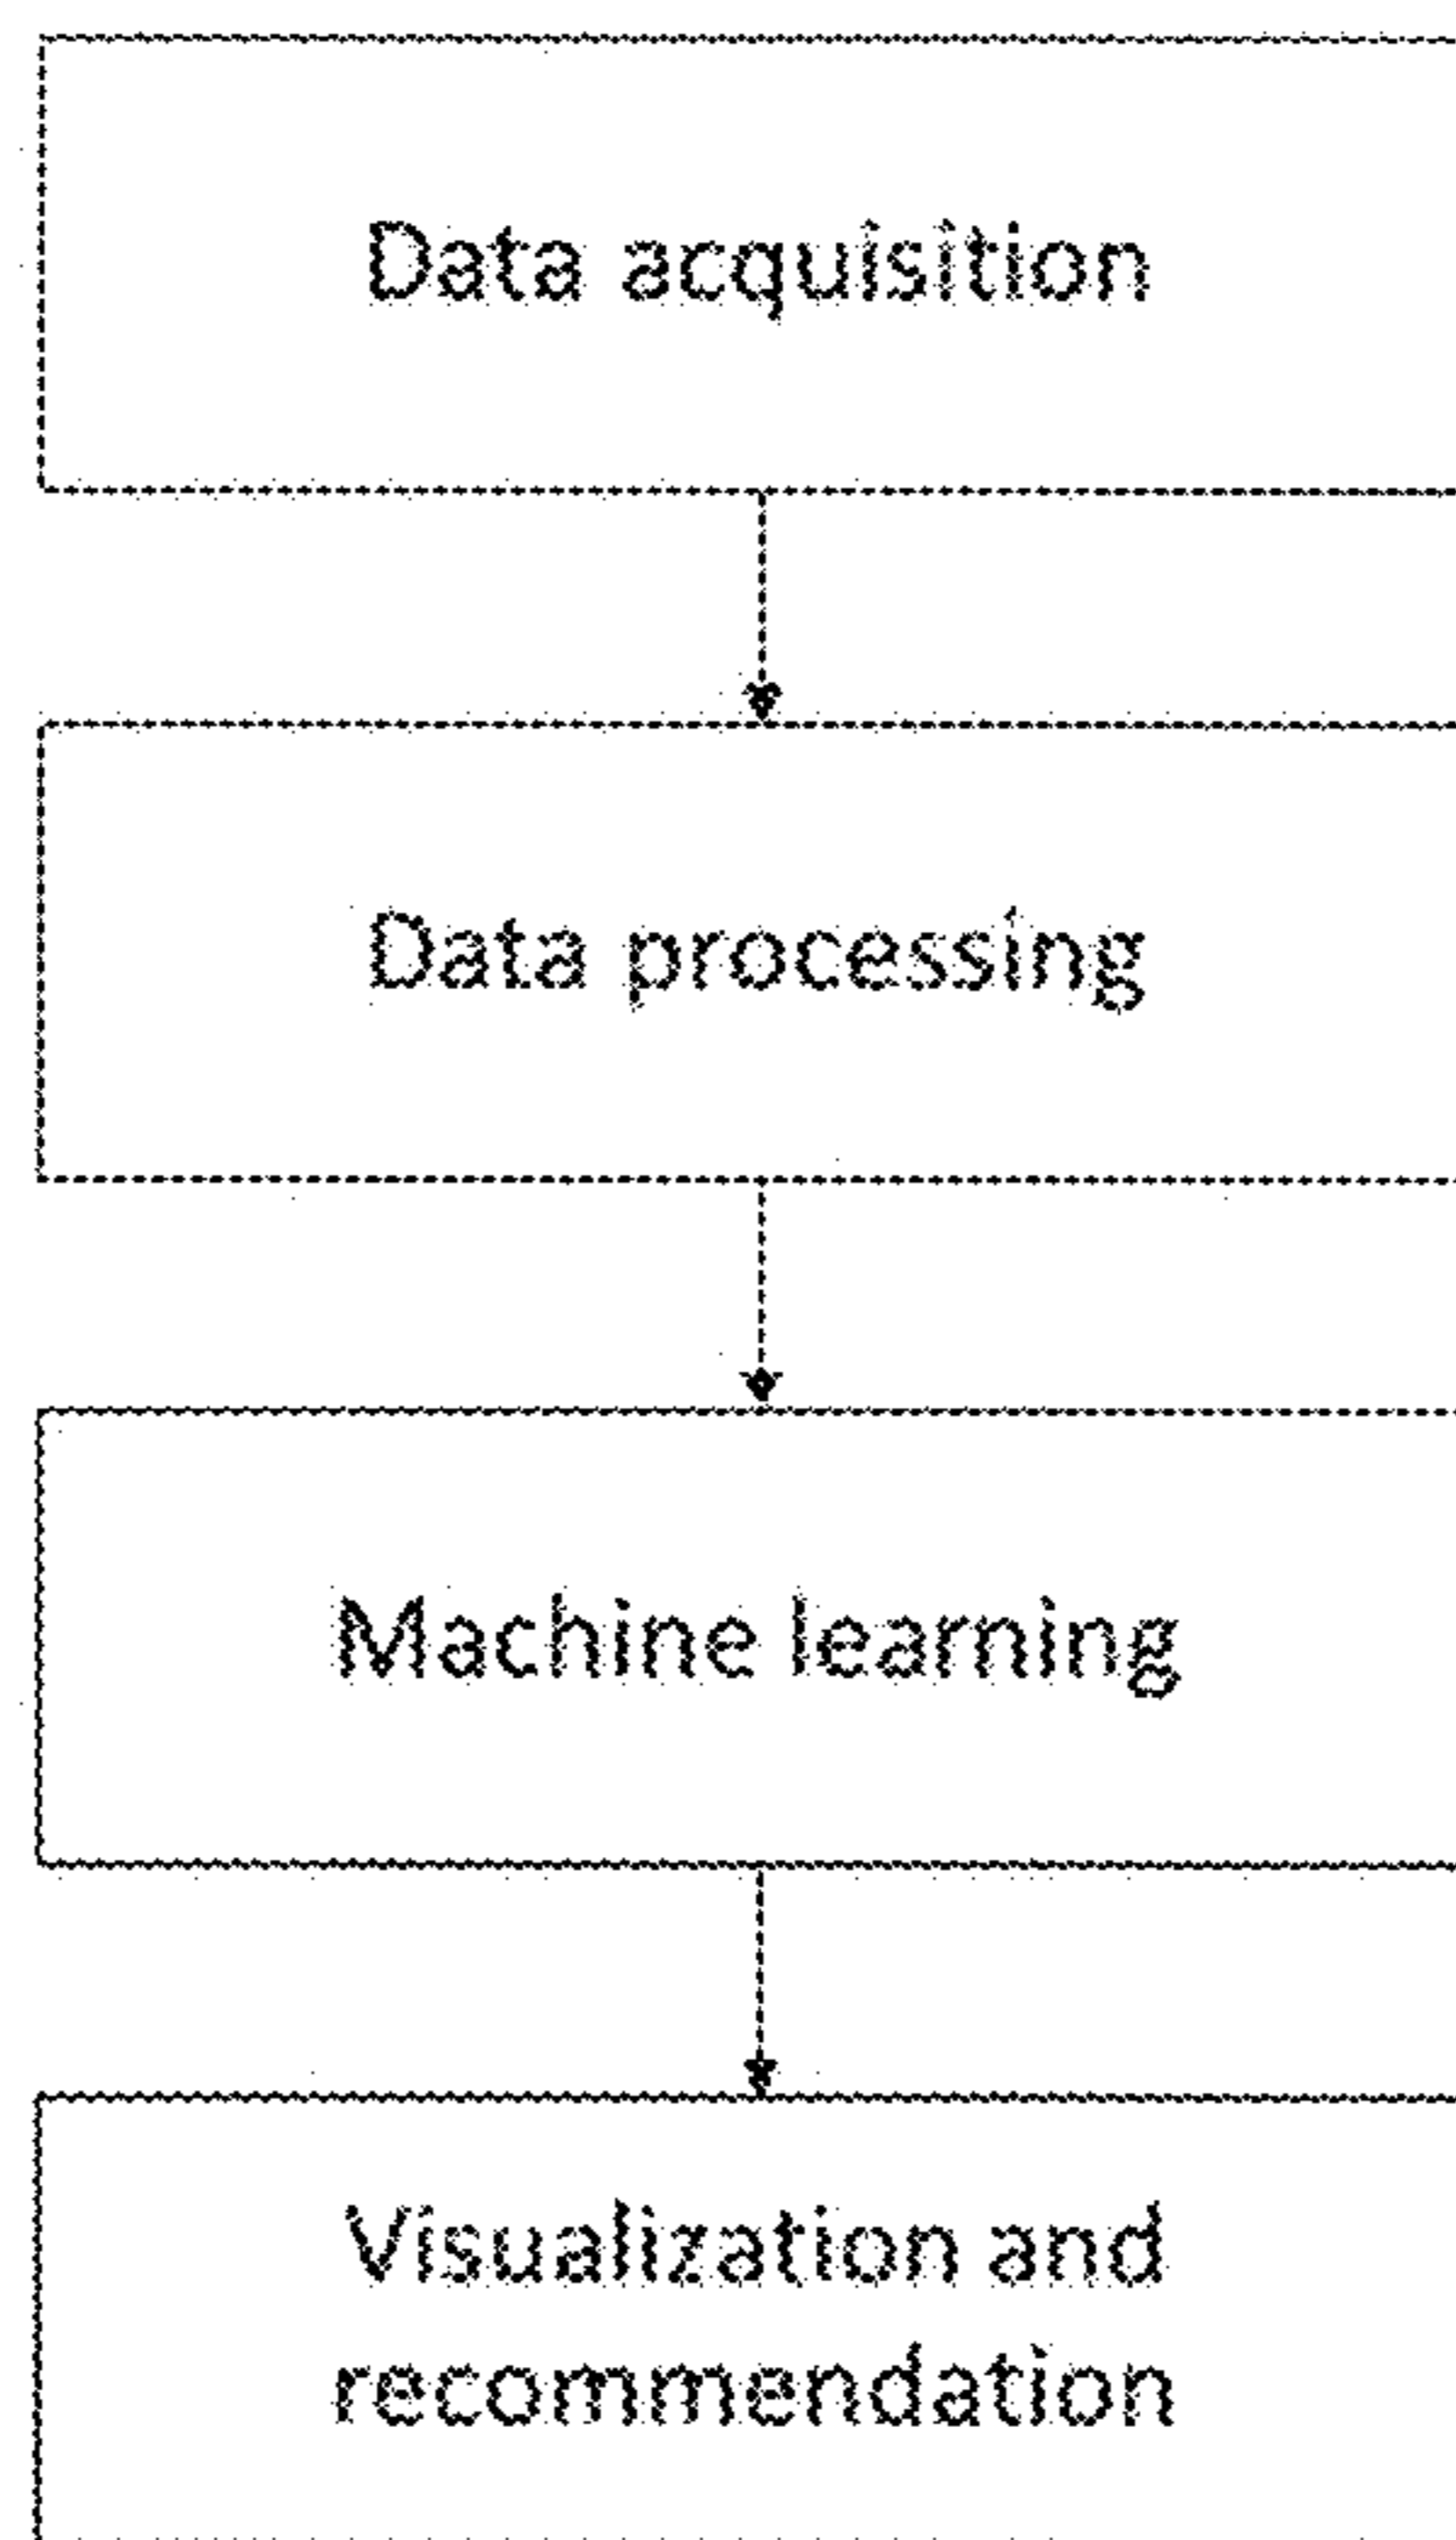 Data acquisition
Data processing
Machine learning
Visualization and
recommendation